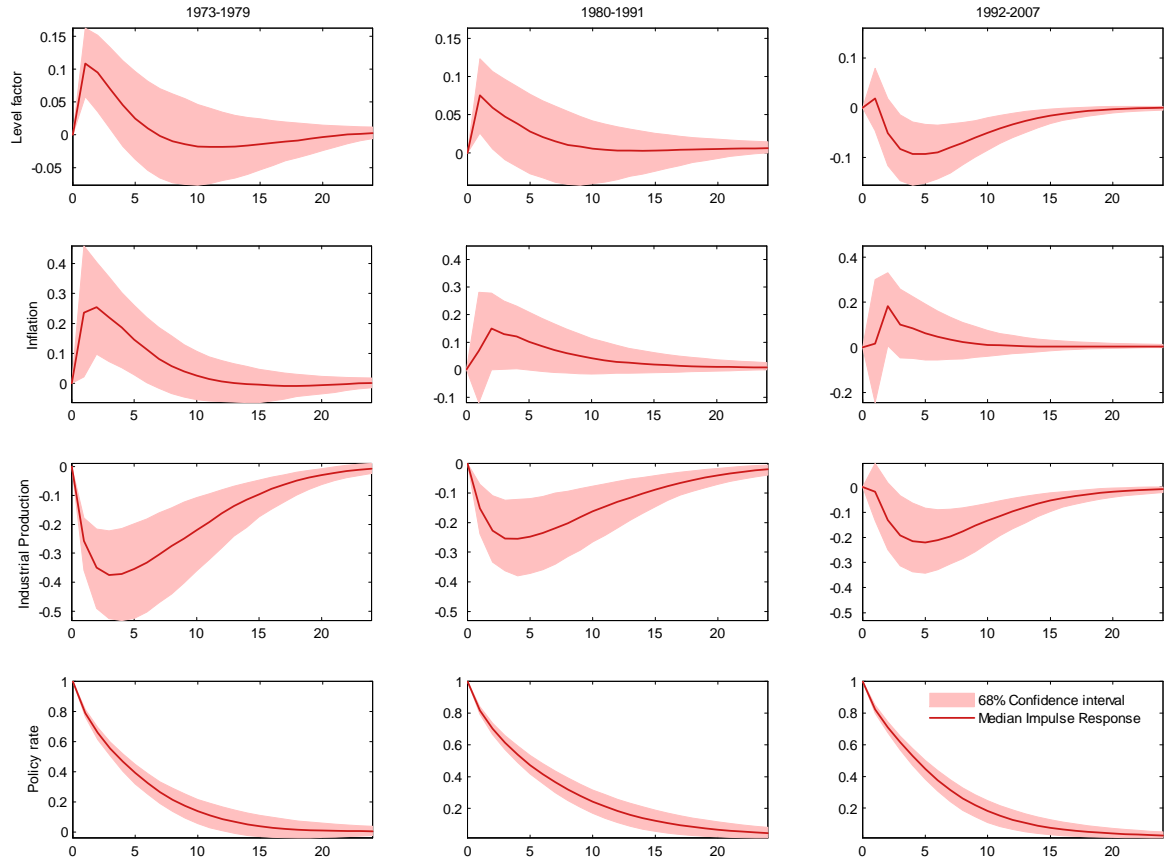 1973-1979 1980-1991 1992-2007
Level factor
0.15 0.1 0.05 0 -0.05
0.15 0.1 0.05 0
0.1 0 -0.1
0 5 10 15 20
0 5 10 15 20
0 5 10 15 20
Inflation
0.4 0.3 0.2 0.1 0
0.4 0.3 0.2 0.1 0 -0.1
0.4 0.2 0 -0.2
0 5 10 15 20
0 5 10 15 20
0 5 10 15 20
Industrial Production
0 -0.1 -0.2 -0.3 -0.4 -0.5
0 -0.1 -0.2 -0.3 -0.4 -0.5
0 -0.1 -0.2 -0.3 -0.4 -0.5
0 5 10 15 20
0 5 10 15 20
0 5 10 15 20
Policy rate
1 0.8 0.6 0.4 0.2 0
1 0.8 0.6 0.4 0.2
1 0.8 0.6 0.4 0.2
68% Confidence interval
Median Impulse Response
0 5 10 15 20
0 5 10 15 20
0 5 10 15 20